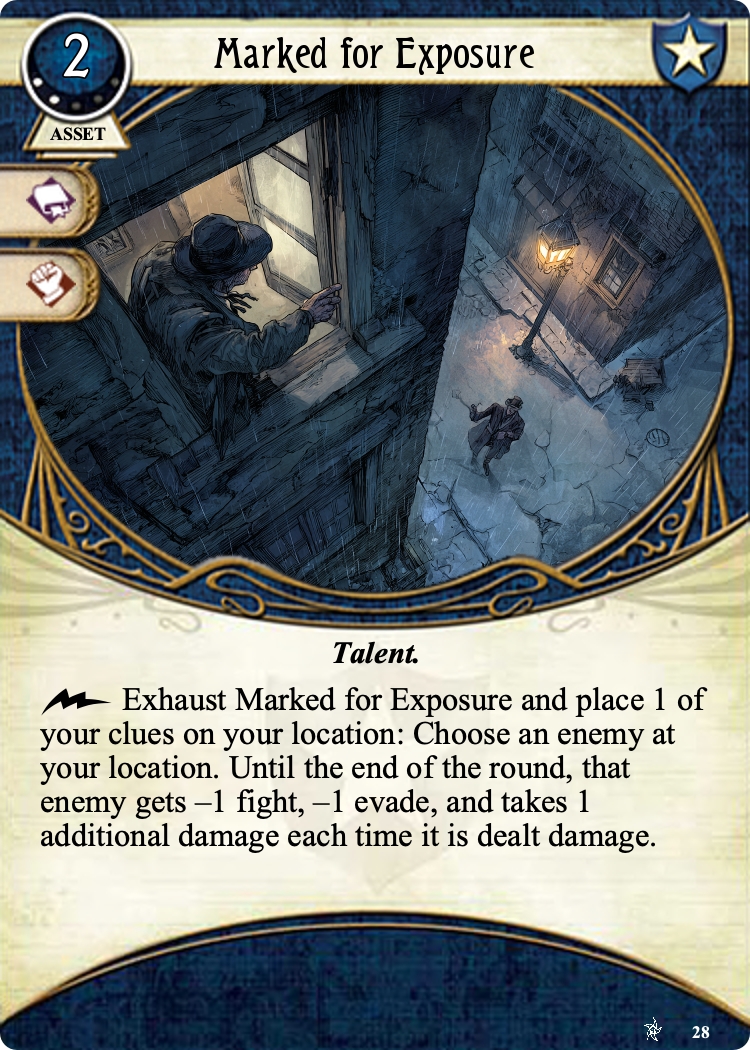 2
Marked for Exposure
ASSET
Talent.
Exhaust Marked for Exposure and place 1 of
your clues on your location: Choose an enemy at
your location. Until the end of the round, that
enemy gets –1 fight, –1 evade, and takes 1
additional damage each time it is dealt damage.
28